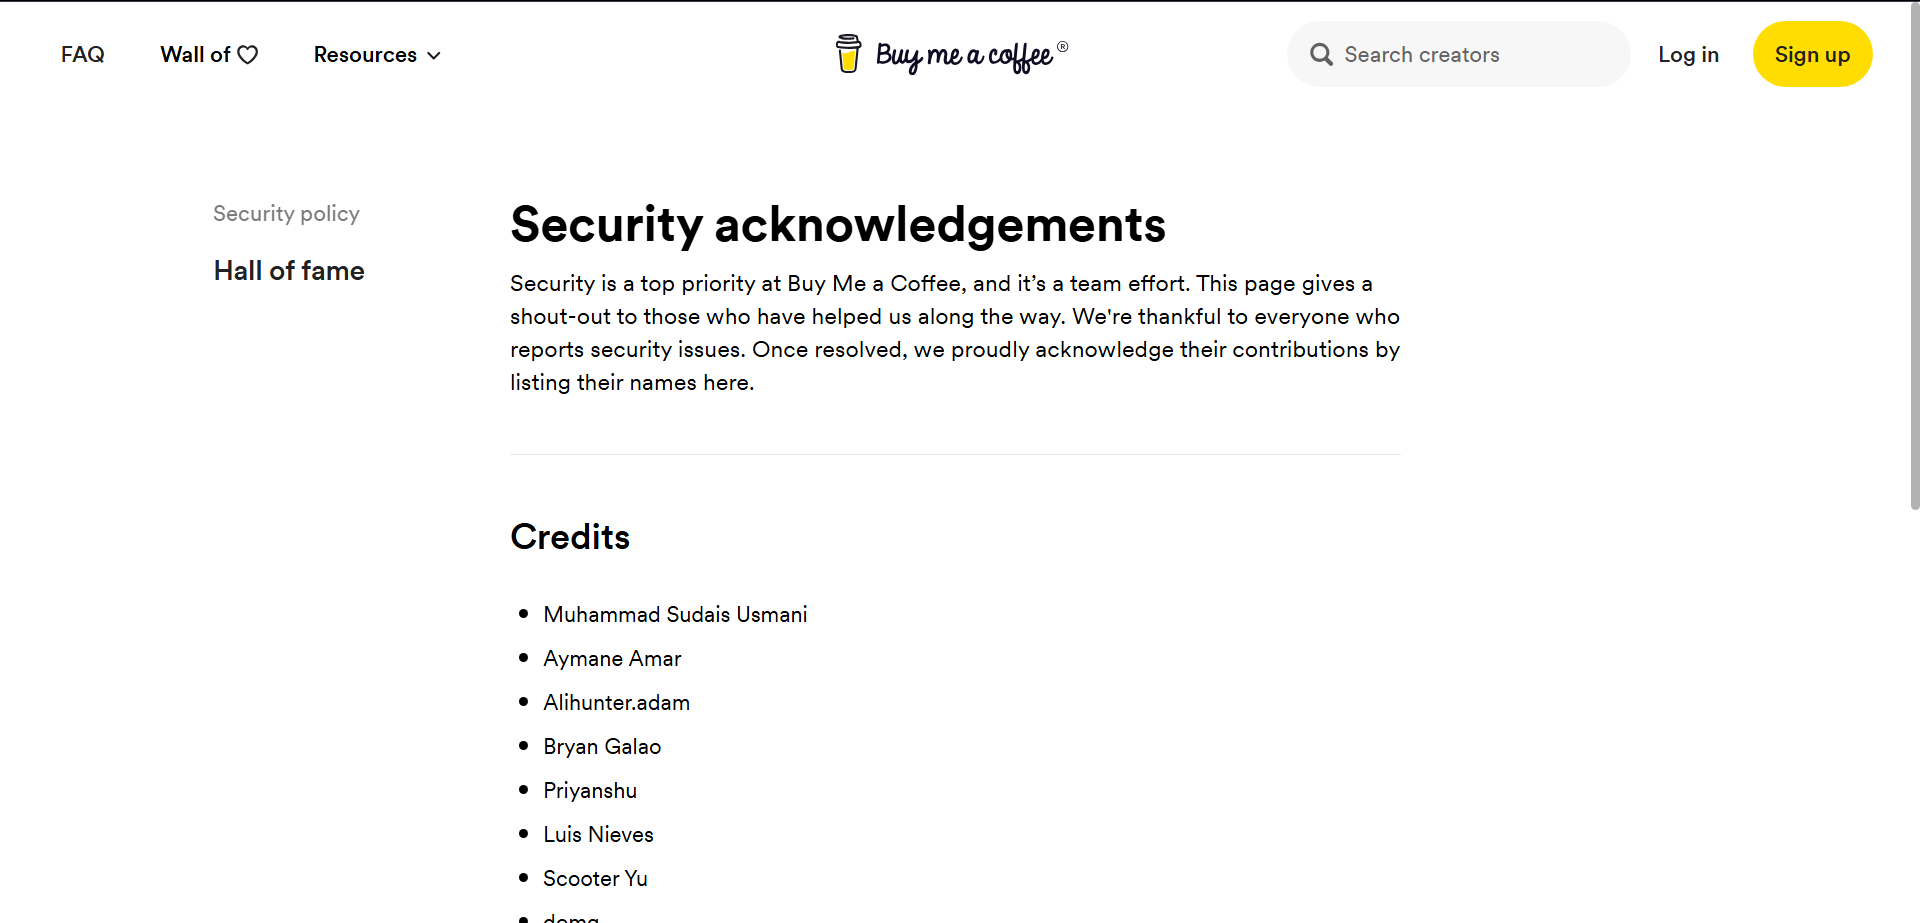 FAQ
Wall of
Resources
Buy me a coffee®
Search creators
Log in
Sign up
Security policy
Hall of fame
Security acknowledgements
Security is a top priority at Buy Me a Coffee, and it’s a team effort. This page gives a
shout-out to those who have helped us along the way. We're thankful to everyone who
reports security issues. Once resolved, we proudly acknowledge their contributions by
listing their names here.
Credits
Muhammad Sudais Usmani
Aymane Amar
Alihunter.adam
Bryan Galao
Priyanshu
Luis Nieves
Scooter Yu